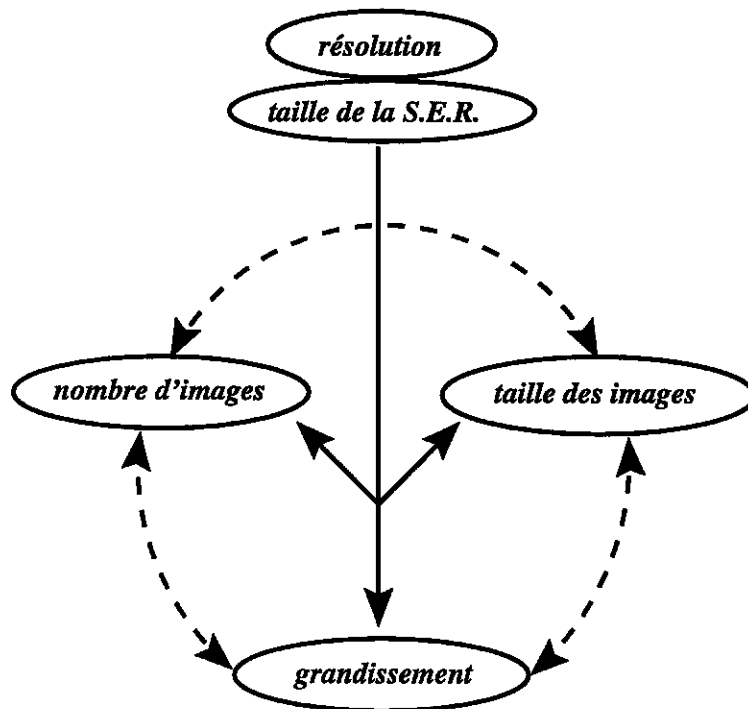 résolution
taille de la S.E.R.
nombre d'images
taille des images
grandissement